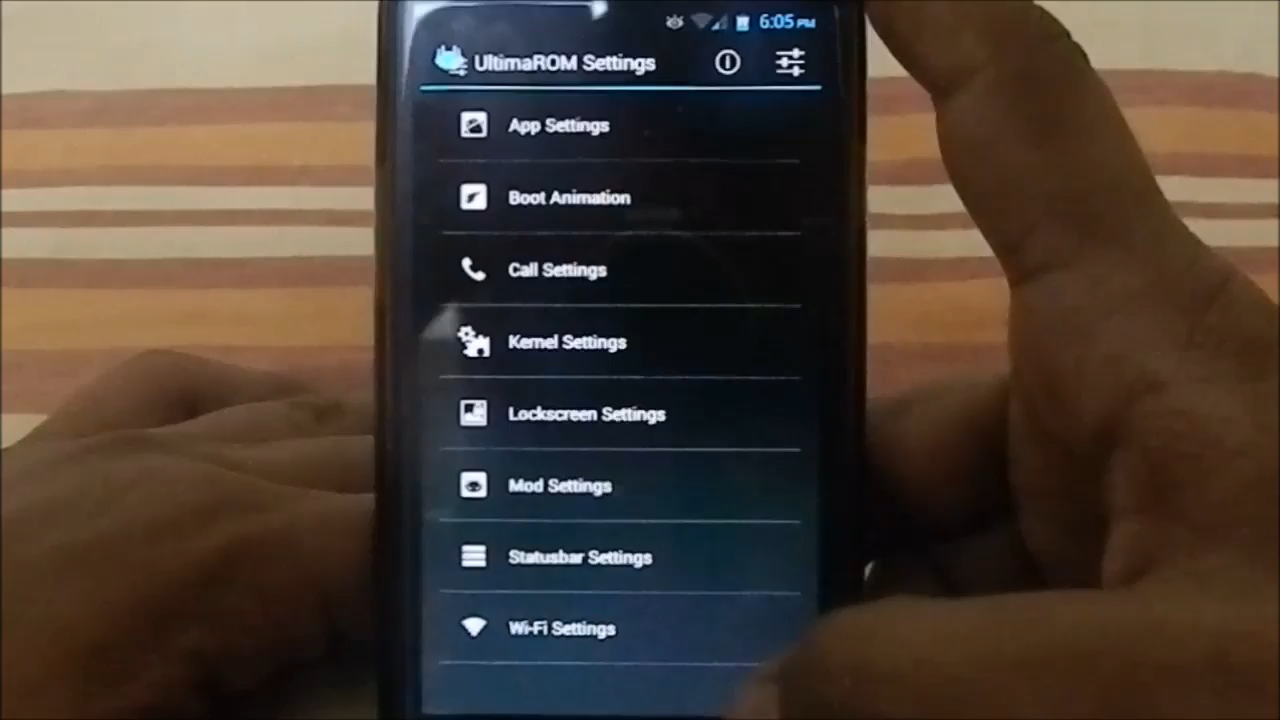 6:05 PM
UltimaROM Settings
App Settings
Boot Animation
Call Settings
Kernel Settings
Lockscreen Settings
Mod Settings
Statusbar Settings
Wi-Fi Settings